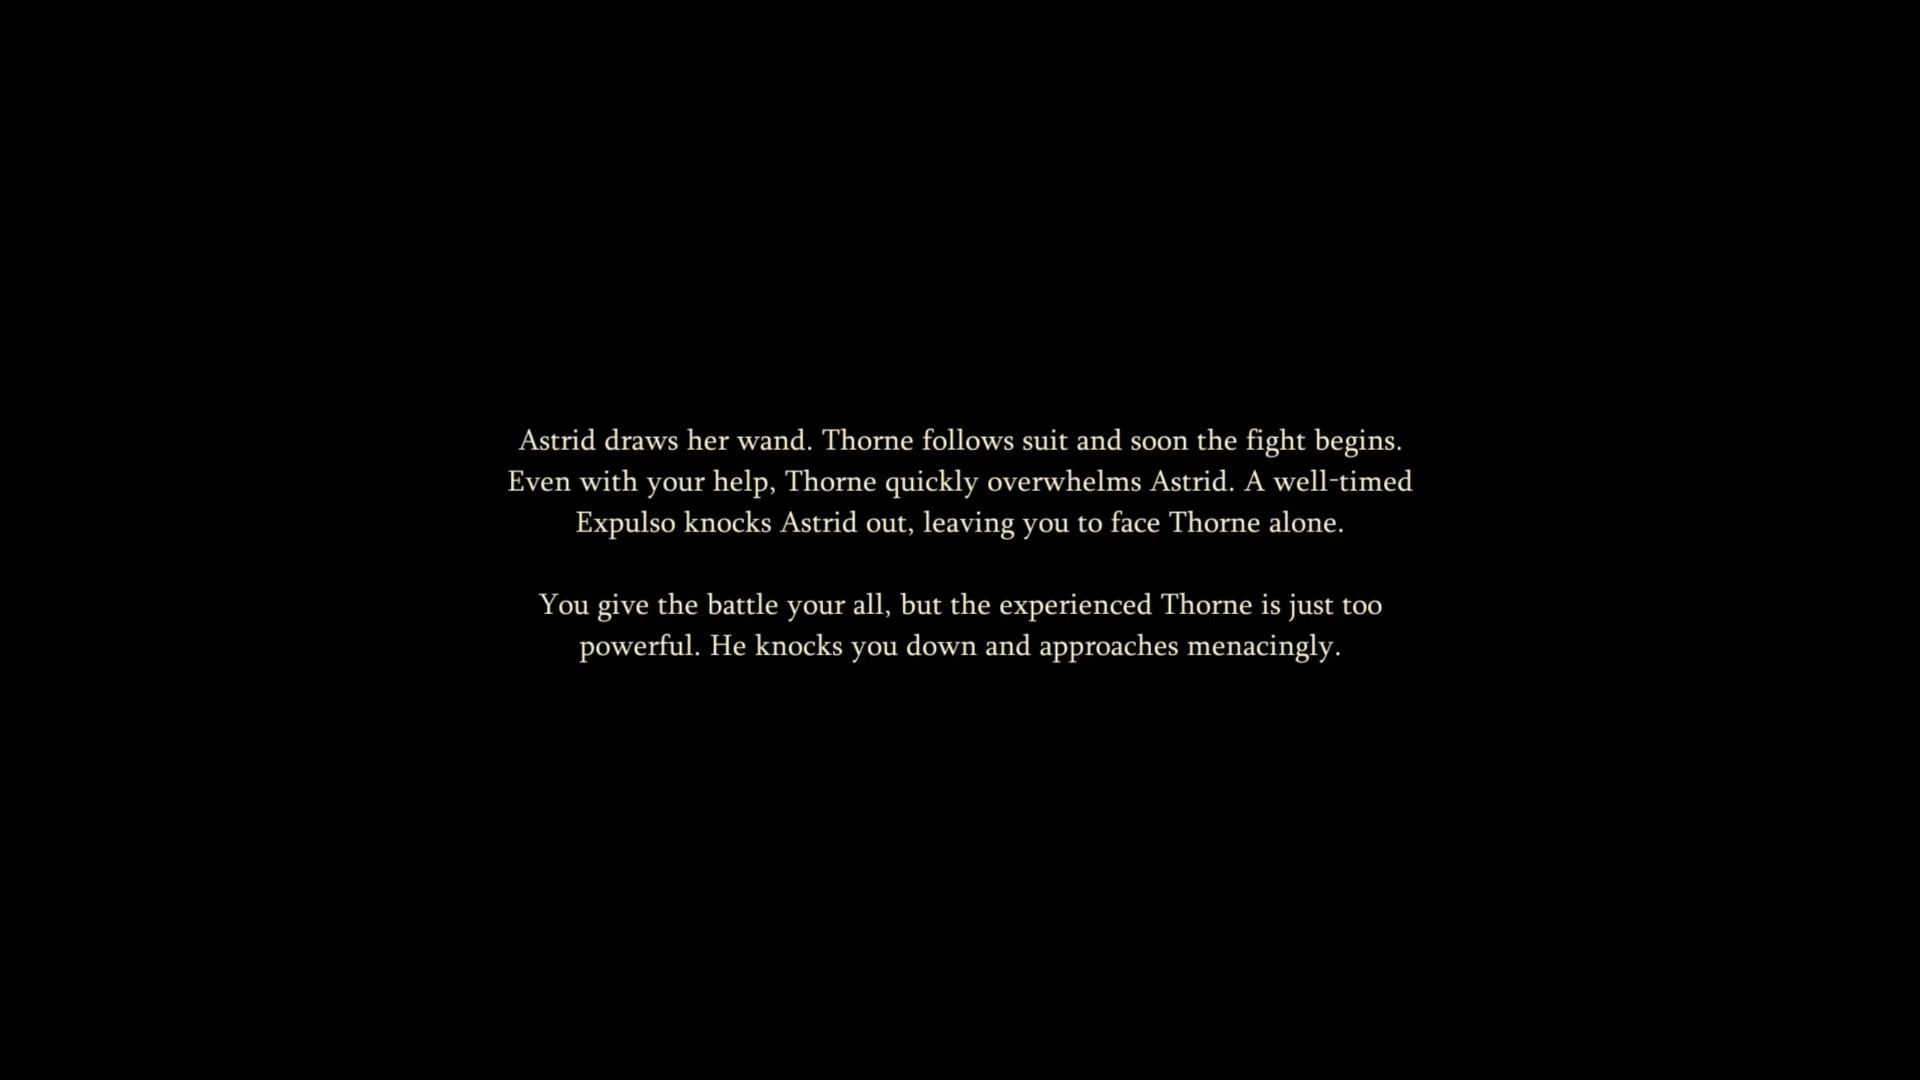 Astrid draws her wand. Thorne follows suit and soon the fight begins.
Even with your help, Thorne quickly overwhelms Astrid. A well-timed
Expulso knocks Astrid out, leaving you to face Thorne alone.
You give the battle your all, but the experienced Thorne is just too
powerful. He knocks you down and approaches menacingly.